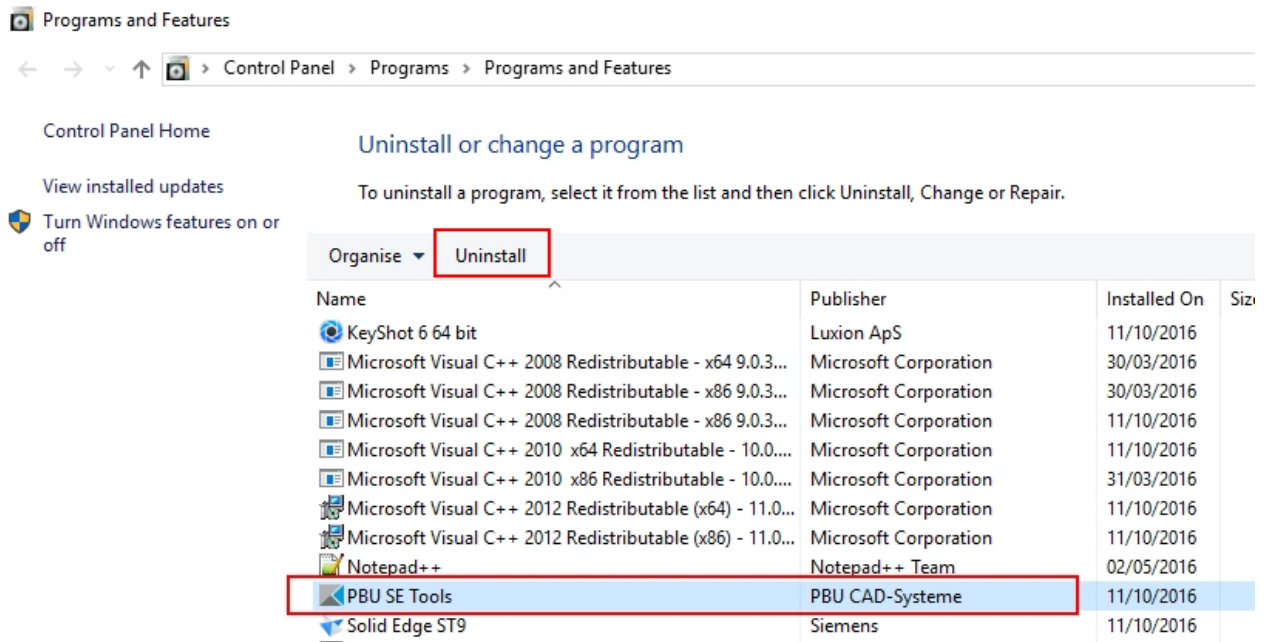 Programs and Features
Control Panel > Programs > Programs and Features
Control Panel Home
View installed updates
Turn Windows features on or
off
Uninstall or change a program
To uninstall a program, select it from the list and then click Uninstall, Change or Repair.
Organise Uninstall
Name Publisher Installed On
KeyShot 6 64 bit Luxion ApS 11/10/2016
Microsoft Visual C++ 2008 Redistributable - x64 9.0.3... Microsoft Corporation 30/03/2016
Microsoft Visual C++ 2008 Redistributable - x86 9.0.3... Microsoft Corporation 30/03/2016
Microsoft Visual C++ 2008 Redistributable - x86 9.0.3... Microsoft Corporation 11/10/2016
Microsoft Visual C++ 2010 x64 Redistributable - 10.0.... Microsoft Corporation 11/10/2016
Microsoft Visual C++ 2010 x86 Redistributable - 10.0.... Microsoft Corporation 31/03/2016
Microsoft Visual C++ 2012 Redistributable (x64) - 11.0... Microsoft Corporation 11/10/2016
Microsoft Visual C++ 2012 Redistributable (x86) - 11.0... Microsoft Corporation 11/10/2016
Notepad++ Notepad++ Team 02/05/2016
PBU SE Tools PBU CAD-Systeme 11/10/2016
Solid Edge ST9 Siemens 11/10/2016